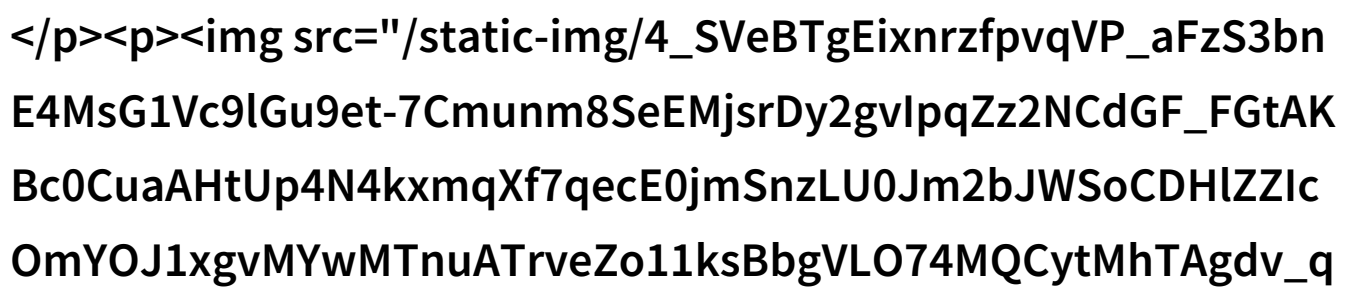 </p><p><img src="/static-img/4_SVeBTgEixnrzfpvqVP_aFzS3bn
E4MsG1Vc9lGu9et-7Cmunm8SeEMjsrDy2gvIpqZz2NCdGF_FGtAK
Bc0CuaAHtUp4N4kxmqXf7qecE0jmSnzLU0Jm2bJWSoCDHlZZIc
OmYOJ1xgvMYwMTnuATrveZo11ksBbgVLO74MQCytMhTAgdv_q